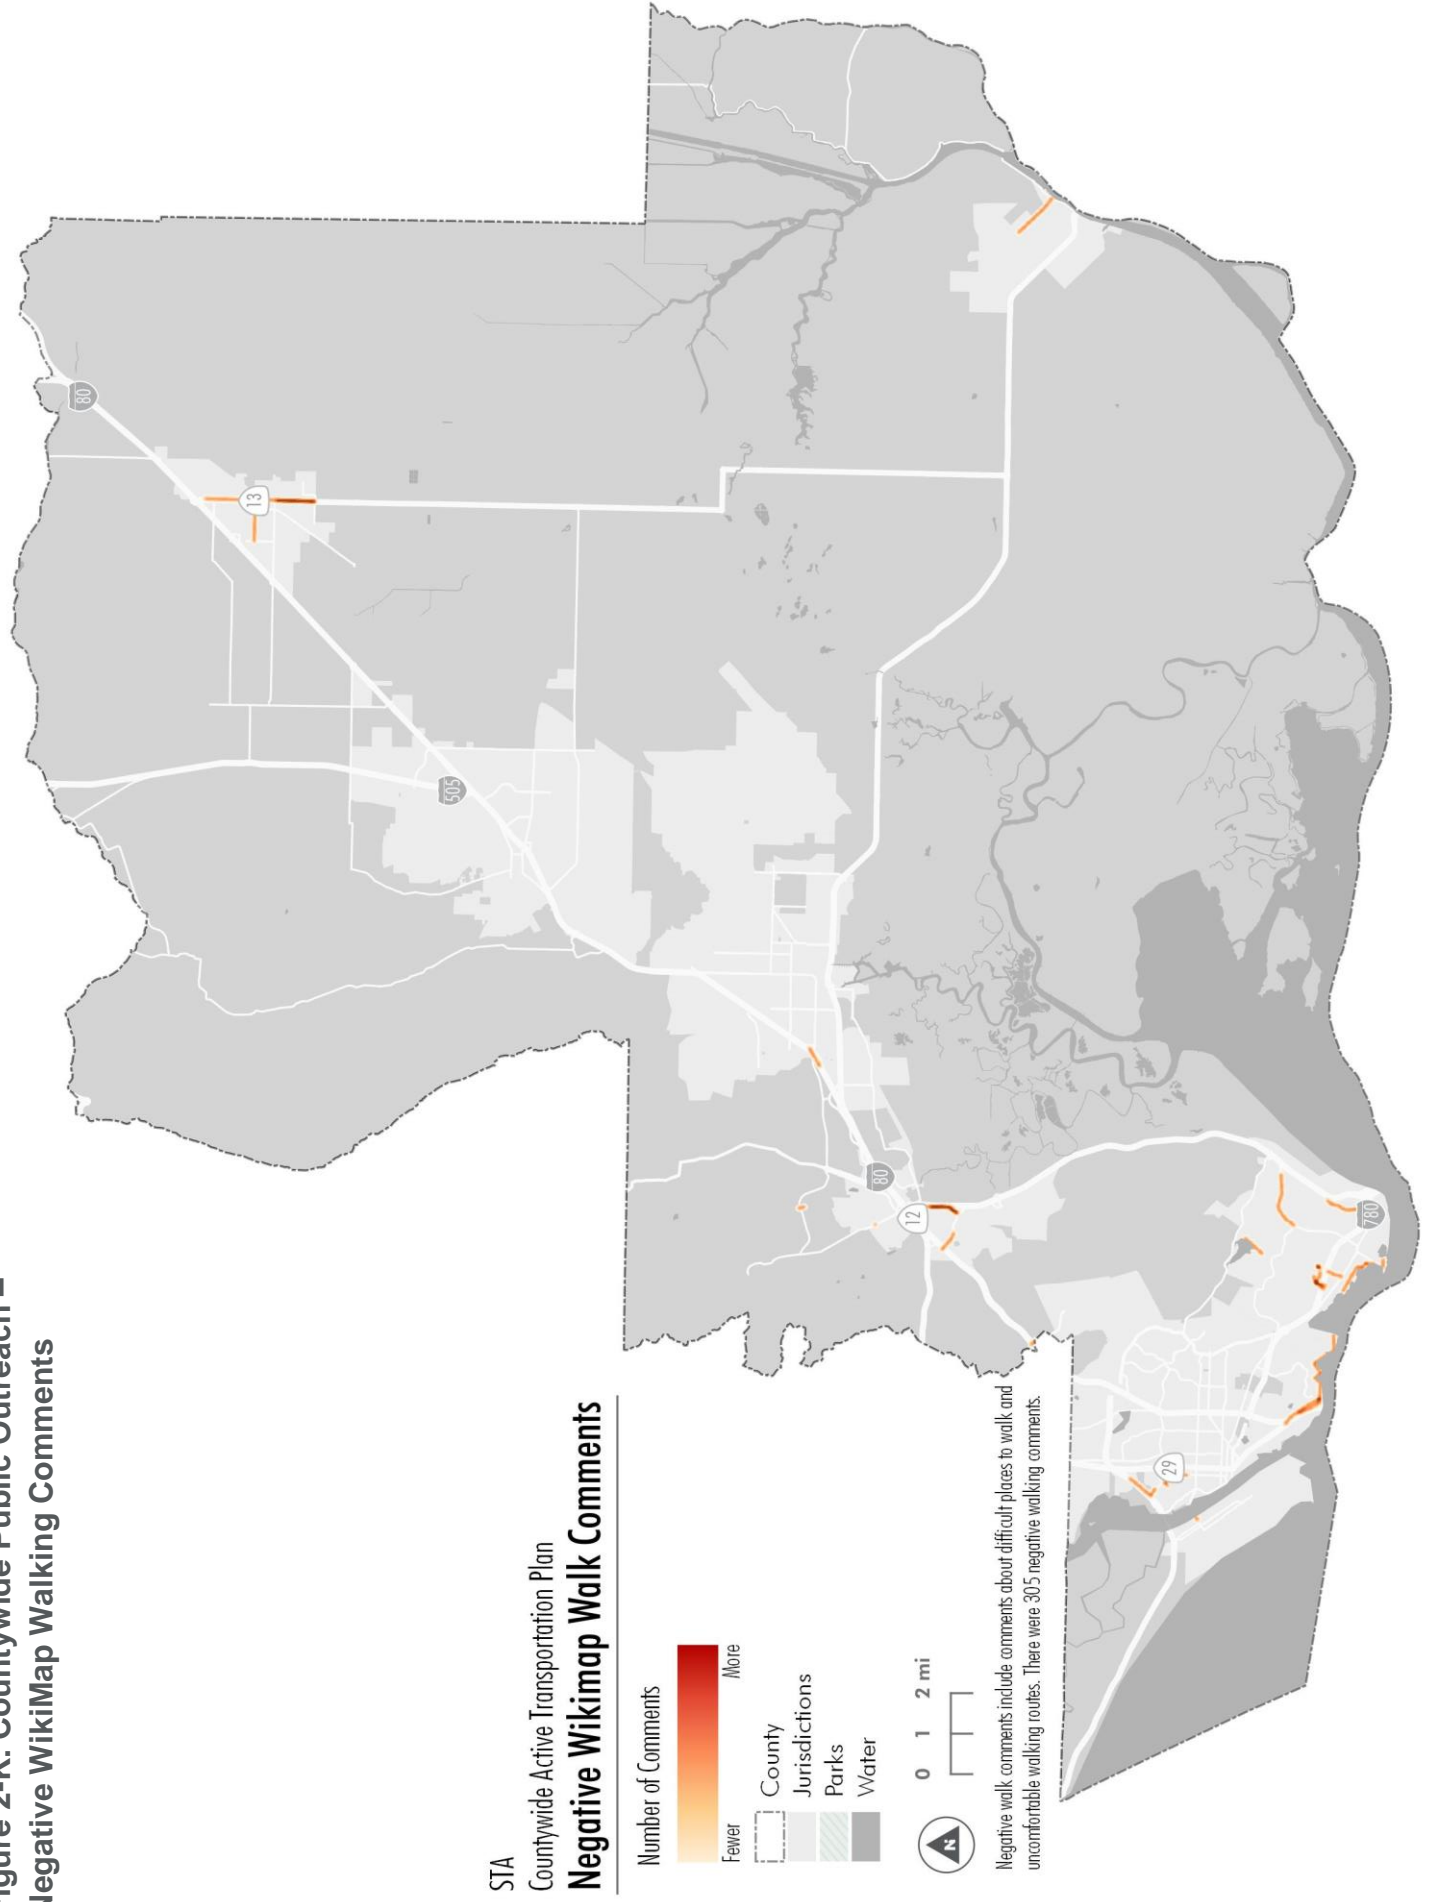 Figure 2-K: Countywide Public Outreach –
Negative WikiMap Walking Comments
STA
Countywide Active Transportation Plan
Negative Wikimap Walk Comments
Number of Comments
Fewer
More
County
Jurisdictions
Parks
Water
N
0 1 2 mi
Negative walk comments include comments about difficult places to walk and
uncomfortable walking routes. There were 305 negative walking comments.
80
13
505
80
12
780
29